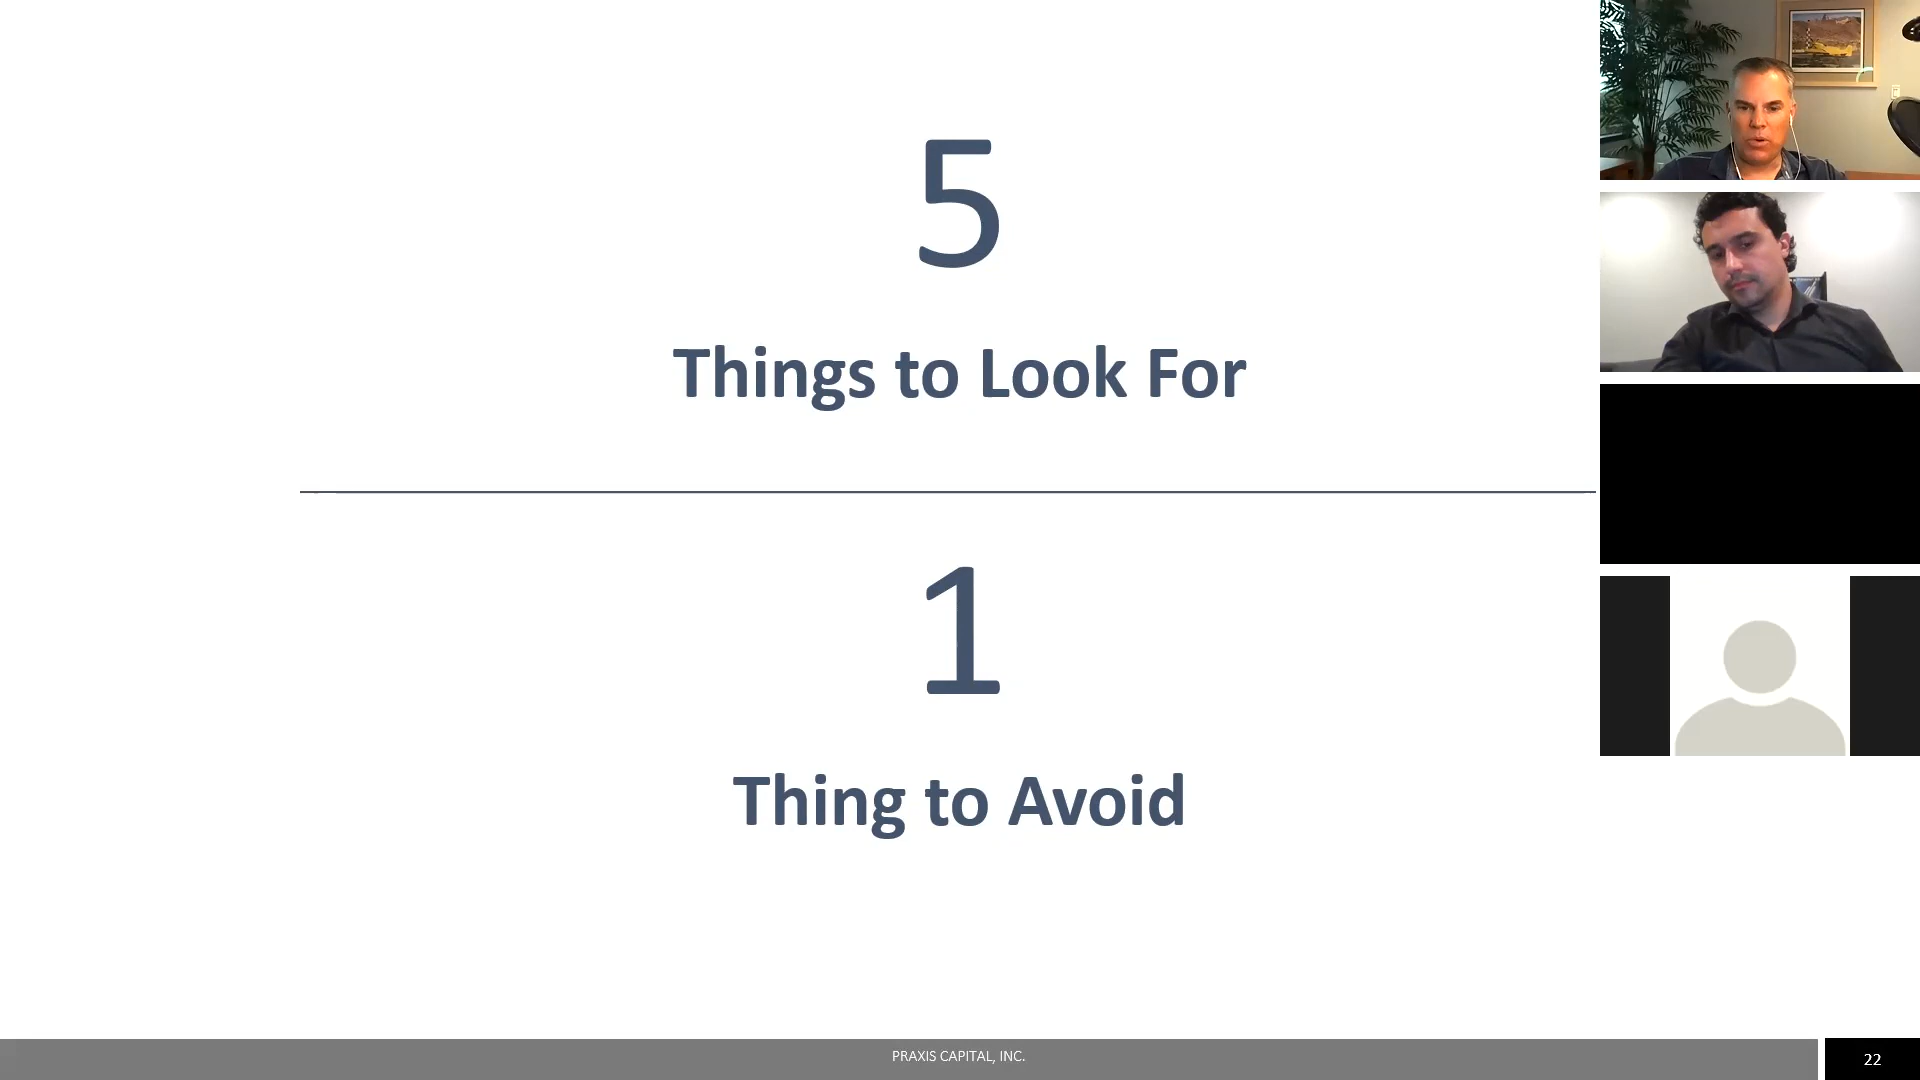 5
Things to Look For
1
Thing to Avoid
PRAXIS CAPITAL, INC.
22